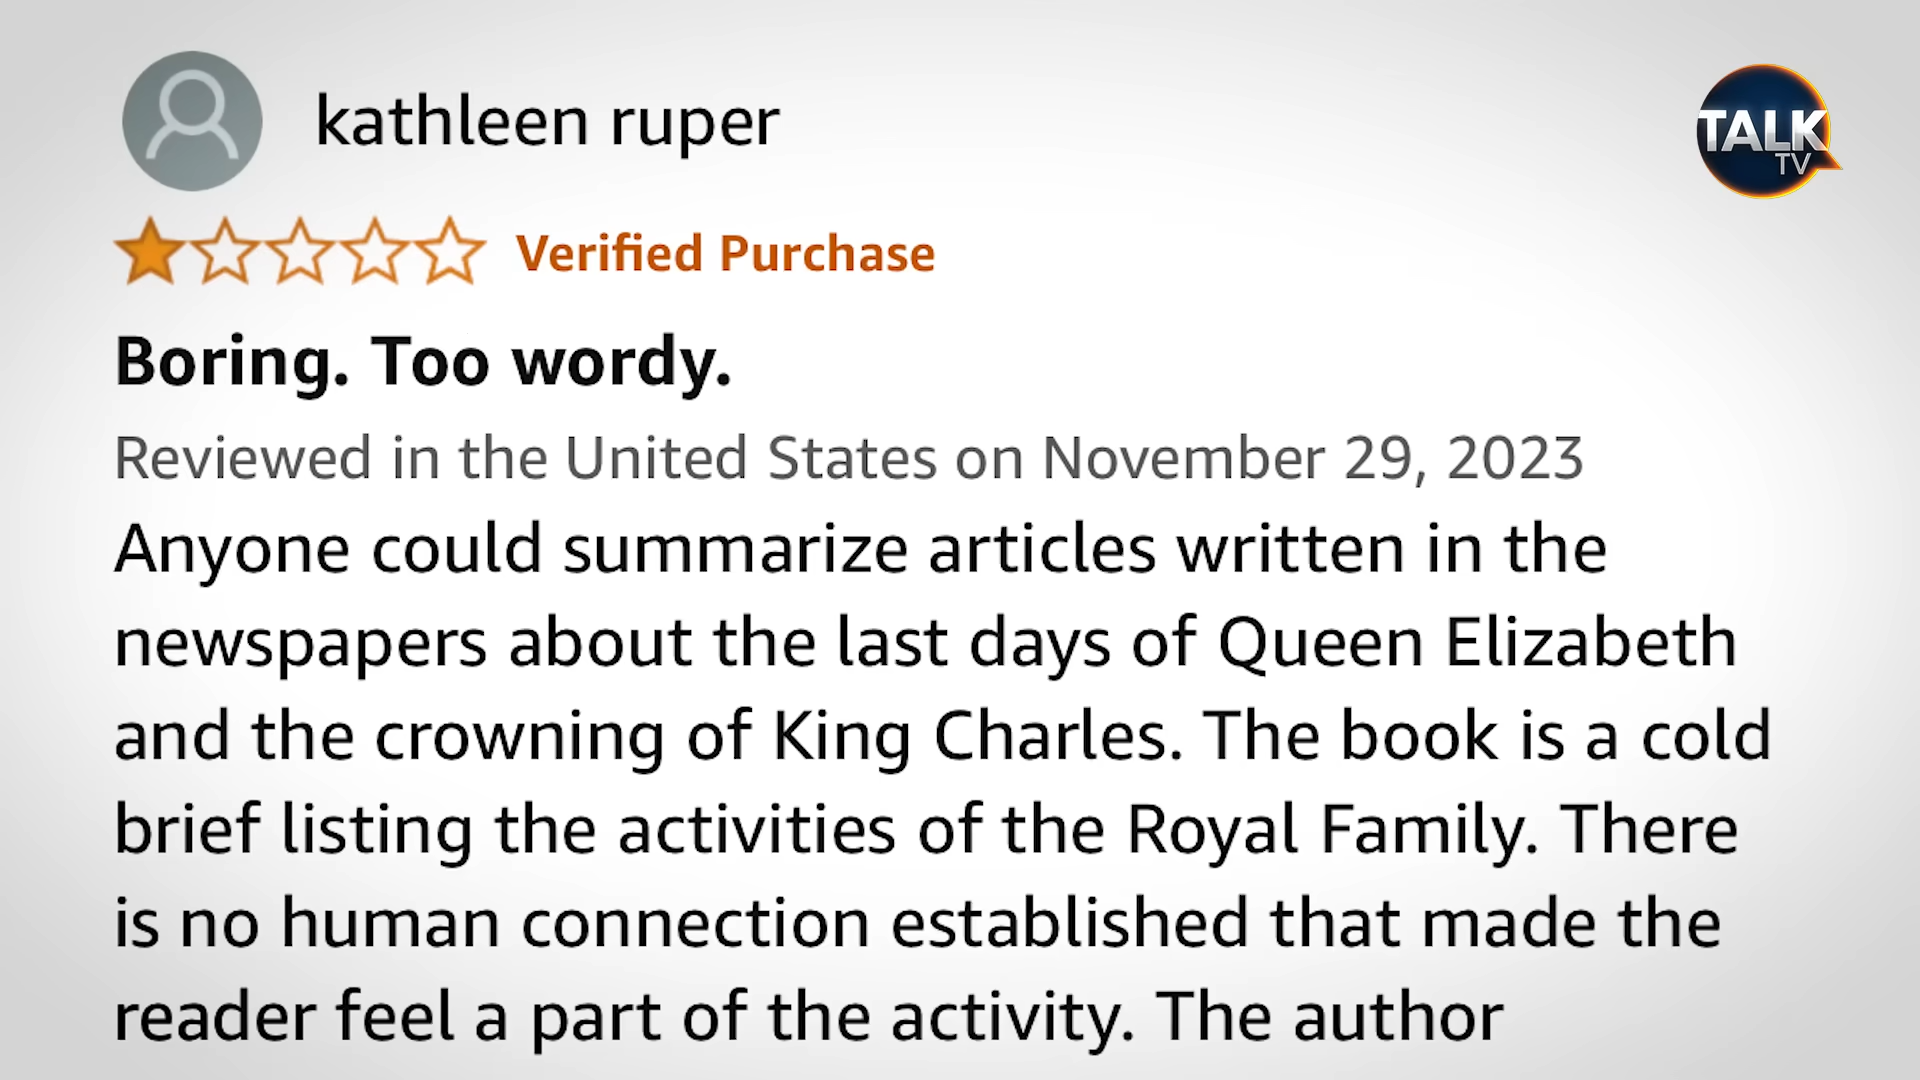 kathleen ruper
TALK
TV
Verified Purchase
Boring. Too wordy.
Reviewed in the United States on November 29, 2023
Anyone could summarize articles written in the
newspapers about the last days of Queen Elizabeth
and the crowning of King Charles. The book is a cold
brief listing the activities of the Royal Family. There
is no human connection established that made the
reader feel a part of the activity. The author